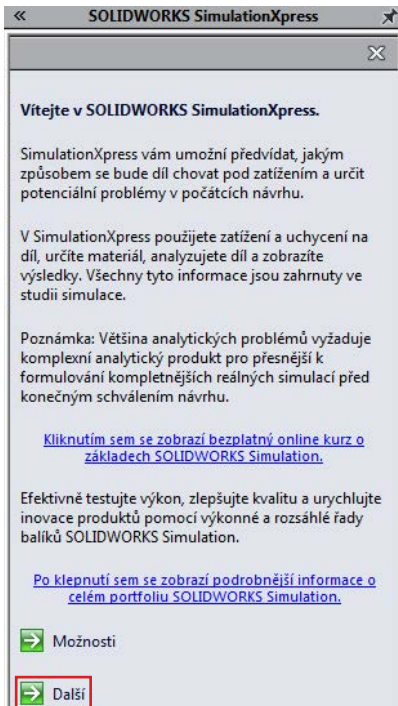 « SOLIDWORKS SimulationXpress
Vítejte v SOLIDWORKS SimulationXpress.
SimulationXpress vám umožní předvídat, jakým
způsobem se bude díl chovat pod zatížením a určit
potenciální problémy v počátcích návrhu.
V SimulationXpress použijete zatížení a uchycení na
díl, určíte materiál, analyzujete díl a zobrazíte
výsledky. Všechny tyto informace jsou zahrnuty ve
studii simulace.
Poznámka: Většina analytických problémů vyžaduje
komplexní analytický produkt pro přesnější k
formulování kompletnějších reálných simulací před
konečným schválením návrhu.
Kliknutím sem se zobrazí bezplatný online kurz o
základech SOLIDWORKS Simulation.
Efektivně testujte výkon, zlepšujte kvalitu a urychlujte
inovace produktů pomocí výkonné a rozsáhlé řady
balíků SOLIDWORKS Simulation.
Po klepnutí sem se zobrazí podrobnější informace o
celém portfoliu SOLIDWORKS Simulation.
Možnosti
Další